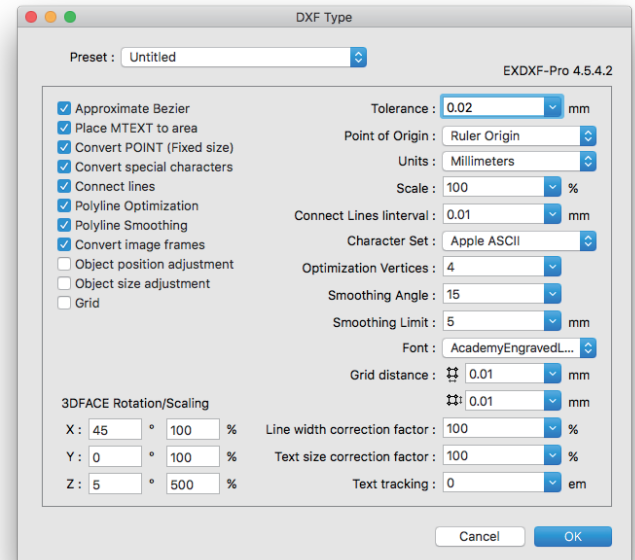 DXF Type
Preset : Untitled
EXDXF-Pro 4.5.4.2
Approximate Bezier
Place MTEXT to area
Convert POINT (Fixed size)
Convert special characters
Connect lines
Polyline Optimization
Polyline Smoothing
Convert image frames
Object position adjustment
Object size adjustment
Grid
Tolerance : 0.02 mm
Point of Origin : Ruler Origin
Units : Millimeters
Scale : 100 %
Connect Lines Iinterval : 0.01 mm
Character Set : Apple ASCII
Optimization Vertices : 4
Smoothing Angle : 15
Smoothing Limit : 5 mm
Font : AcademyEngravedL...
Grid distance : 0.01 mm
0.01 mm
3DFACE Rotation/Scaling
X : 45 ° 100 %
Y : 0 ° 100 %
Z : 5 ° 500 %
Line width correction factor : 100 %
Text size correction factor : 100 %
Text tracking : 0 em
Cancel OK